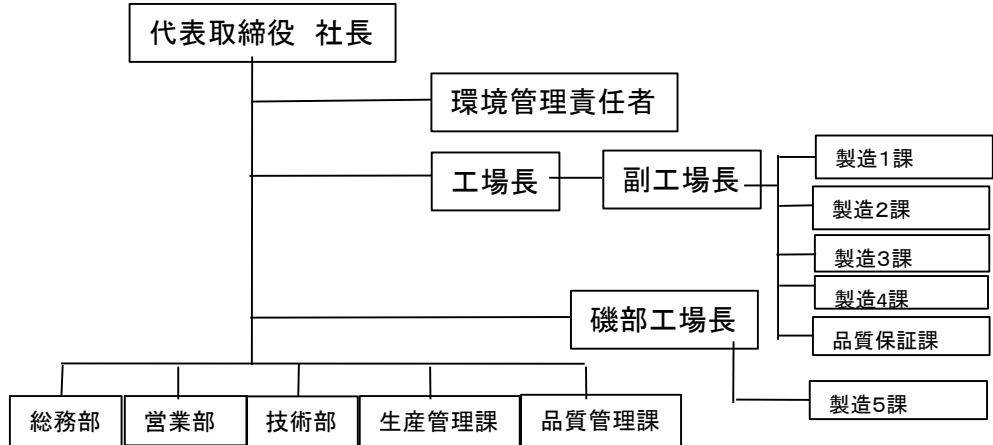 代表取締役 社長
環境管理責任者
工場長
副工場長
製造1課
製造2課
製造3課
製造4課
品質保証課
磯部工場長
製造5課
総務部
営業部
技術部
生産管理課
品質管理課